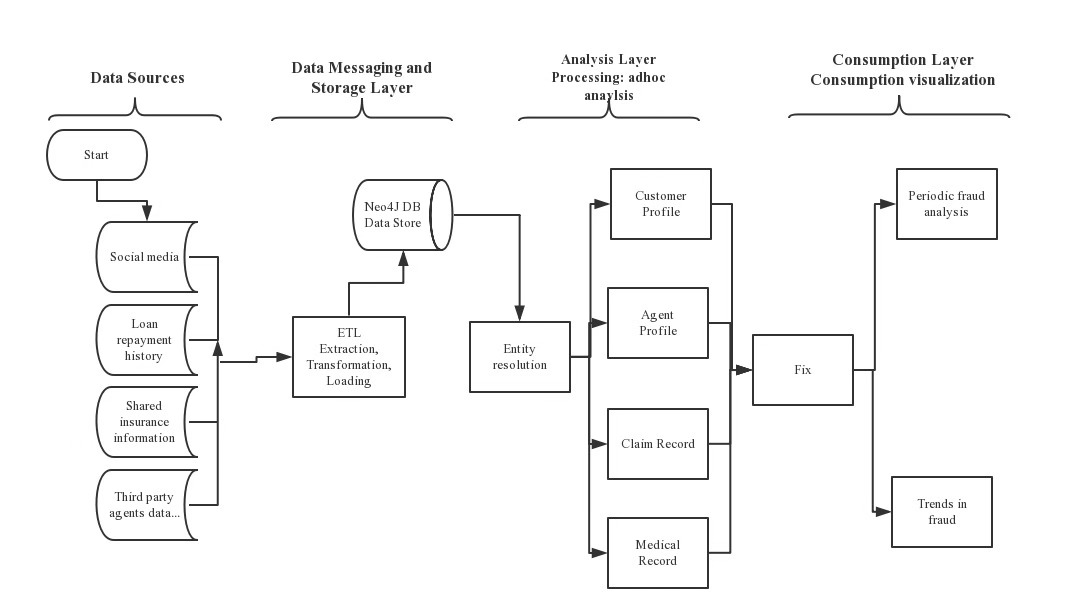 Data Sources
Data Messaging and
Storage Layer
Analysis Layer
Processing: adhoc
anaylsis
Consumption Layer
Consumption visualization
Start
Social media
Loan
repayment
history
Shared
insurance
information
Third party
agents data...
ETL
Extraction,
Transformation,
Loading
Neo4J DB
Data Store
Entity
resolution
Customer
Profile
Agent
Profile
Claim Record
Medical
Record
Fix
Periodic fraud
analysis
Trends in
fraud